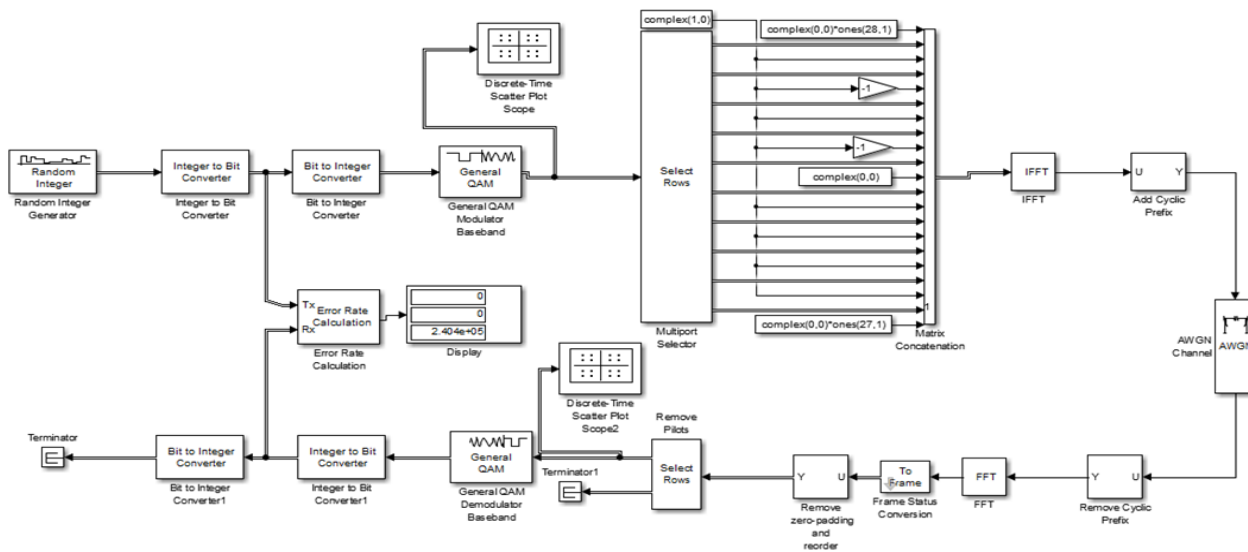 complex(1,0)
complex(0,0)*ones(28,1)
Discrete-Time
Scatter Plot
Scope
-1
-1
Random
Integer
Random Integer
Generator
Integer to Bit
Converter
Integer to Bit
Converter
Bit to Integer
Converter
Bit to Integer
Converter
General
QAM
General QAM
Modulator
Baseband
Select
Rows
Multiport
Selector
complex(0,0)
1
complex(0,0)*ones(27,1)
Matrix
Concatenation
IFFT
IFFT
U
Y
Add Cyclic
Prefix
Tx
Rx
Error Rate
Calculation
Error Rate
Calculation
0
0
2.404e+05
Display
AWGN
Channel
AWGN
Discrete-Time
Scatter Plot
Scope2
Remove
Pilots
Terminator
Bit to Integer
Converter
Bit to Integer
Converter1
Integer to Bit
Converter
Integer to Bit
Converter1
General
QAM
General QAM
Demodulator
Baseband
Terminator1
Select
Rows
Y
U
Remove
zero-padding
and
reorder
To
Frame
Frame Status
Conversion
FFT
FFT
Y
U
Remove Cyclic
Prefix